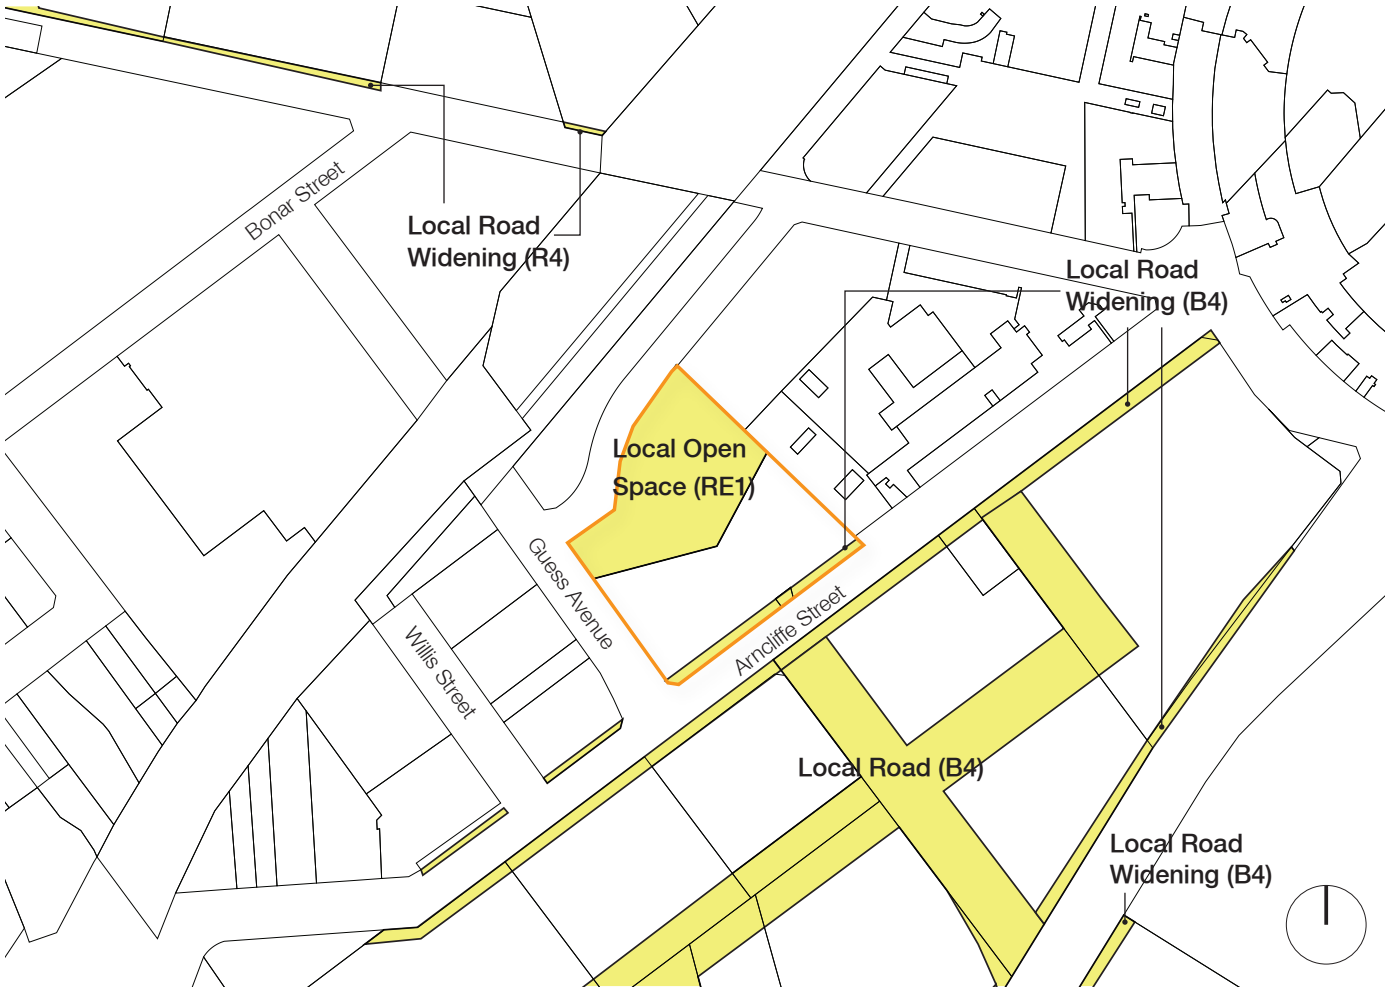 Bonar Street
Local Road
Widening (R4)
Local Road
Widening (B4)
Local Open
Space (RE1)
Guess Avenue
Arncliffe Street
Willis Street
Local Road (B4)
Local Road
Widening (B4)